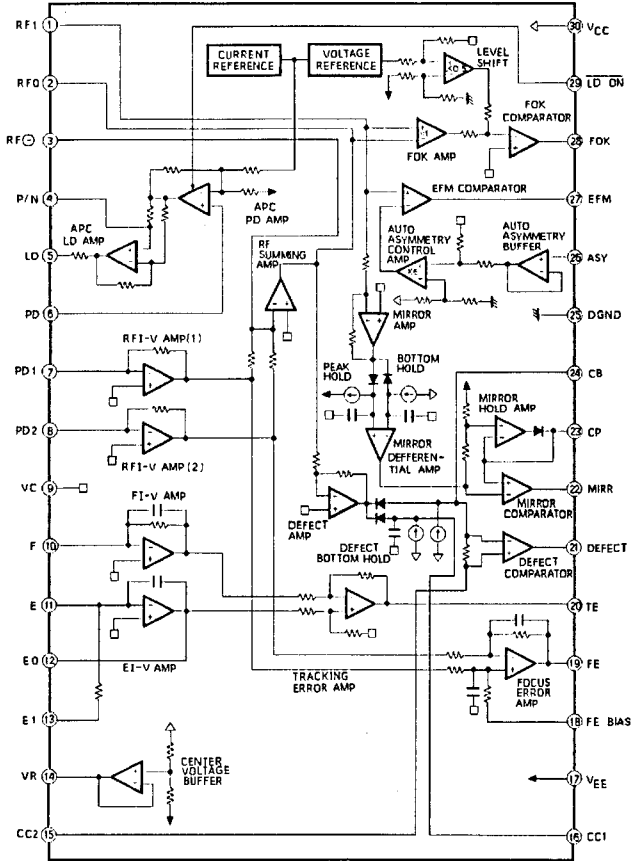 RF1 1
RF0 2
RF⊖ 3
P/N 4
LD 5
PD 6
PD1 7
PD2 8
VC 9
F 10
E 11
E0 12
E1 13
VR 14
CC2 15
30 VCC
29 LD ON
28 FOK
27 EFM
26 ASY
25 DGND
24 CB
23 CP
22 MIRR
21 DEFECT
20 TE
19 FE
18 FE BIAS
17 VEE
16 CC1
CURRENT
REFERENCE
VOLTAGE
REFERENCE
LEVEL
SHIFT
FOK
COMPARATOR
FOK AMP
EFM COMPARATOR
APC
PD AMP
APC
LD AMP
RF
SUMMING
AMP
AUTO
ASYMMETRY
CONTROL
AMP
AUTO
ASYMMETRY
BUFFER
MIRROR
AMP
RFI-V AMP(1)
PEAK
HOLD
BOTTOM
HOLD
MIRROR
HOLD AMP
RFI-V AMP(2)
MIRROR
DEFFEREN-
TIAL AMP
MIRROR
COMPARATOR
FI-V AMP
DEFECT
AMP
DEFECT
BOTTOM HOLD
DEFECT
COMPARATOR
EI-V AMP
TRACKING
ERROR AMP
FOCUS
ERROR
AMP
CENTER
VOLTAGE
BUFFER